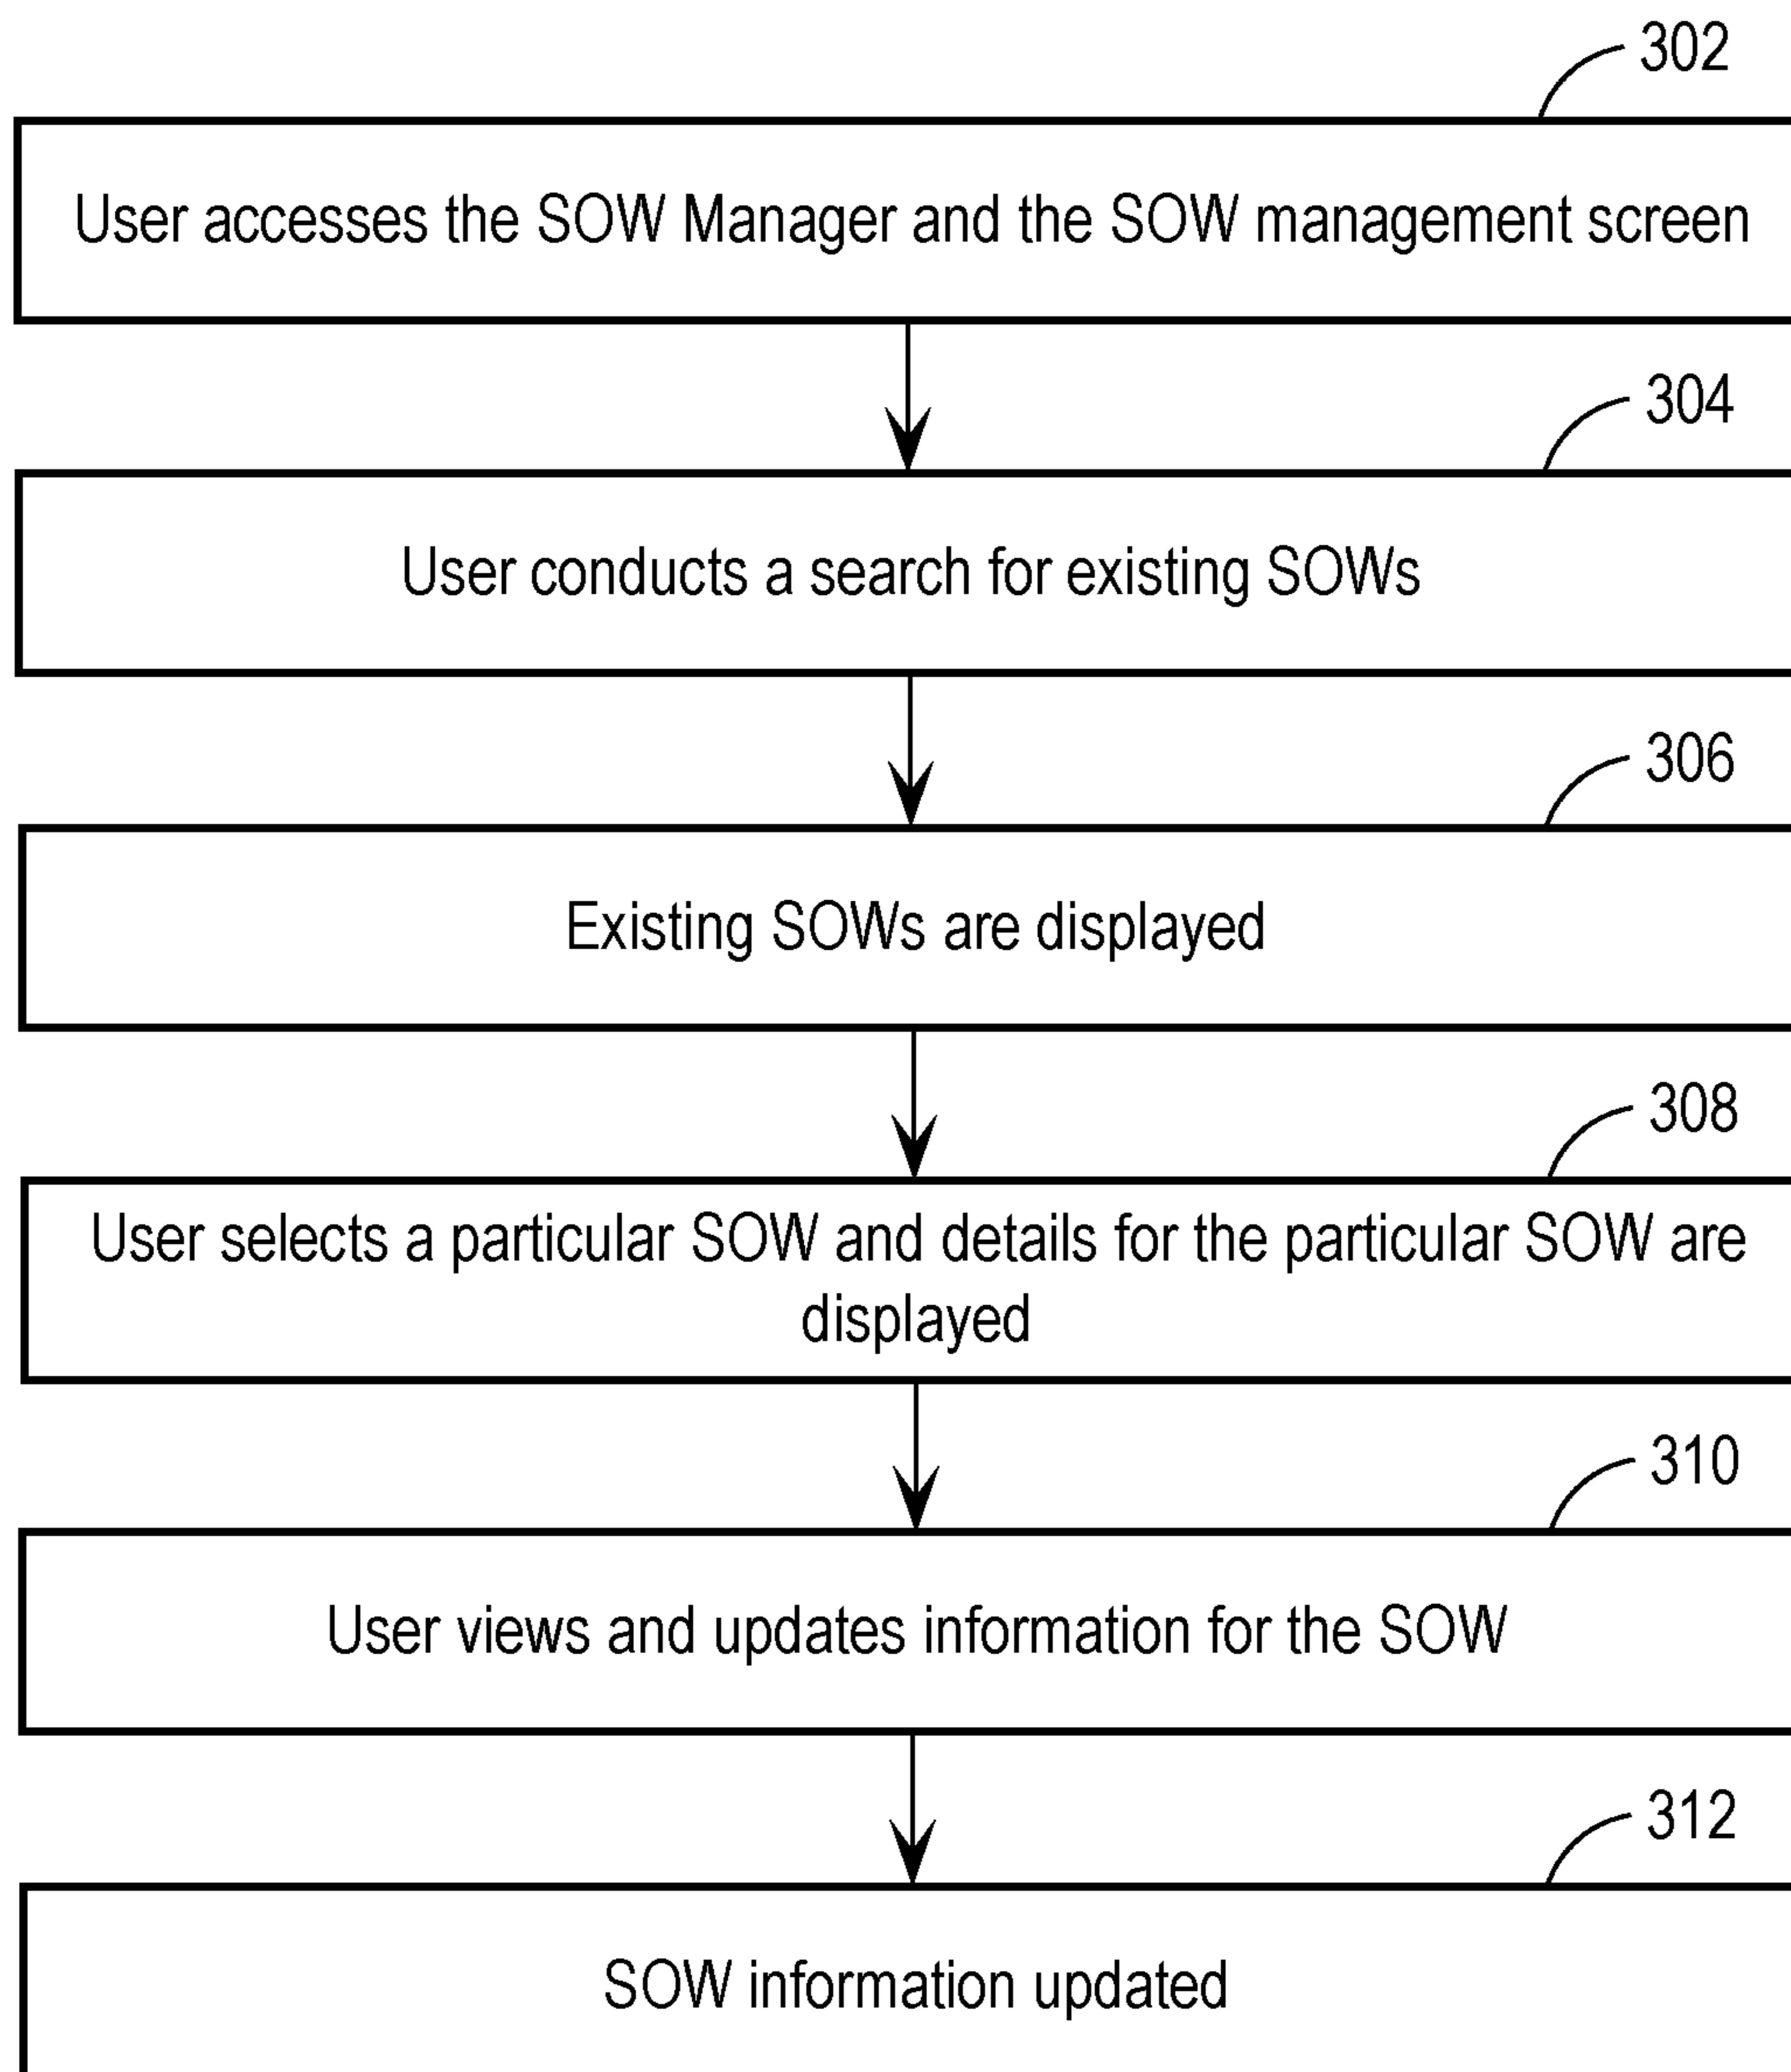 302
User accesses the SOW Manager and the SOW management screen
304
User conducts a search for existing SOWs
306
Existing SOWs are displayed
308
User selects a particular SOW and details for the particular SOW are
displayed
310
User views and updates information for the SOW
312
SOW information updated